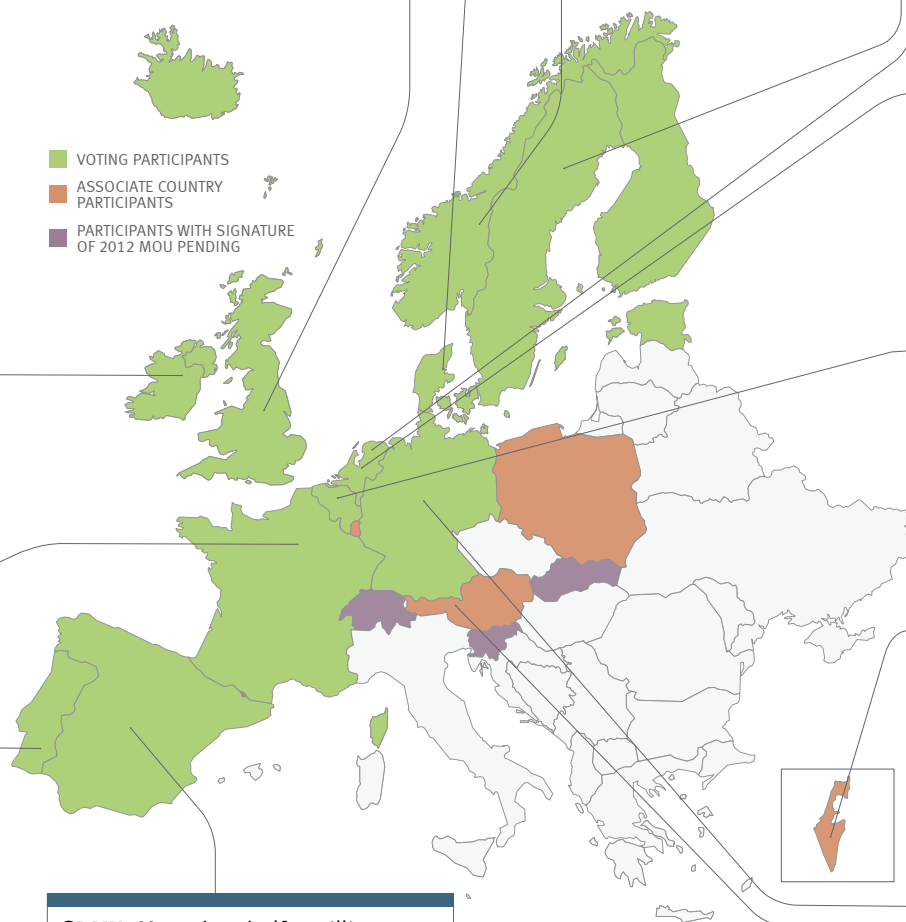 VOTING PARTICIPANTS
ASSOCIATE COUNTRY
PARTICIPANTS
PARTICIPANTS WITH SIGNATURE
OF 2012 MOU PENDING